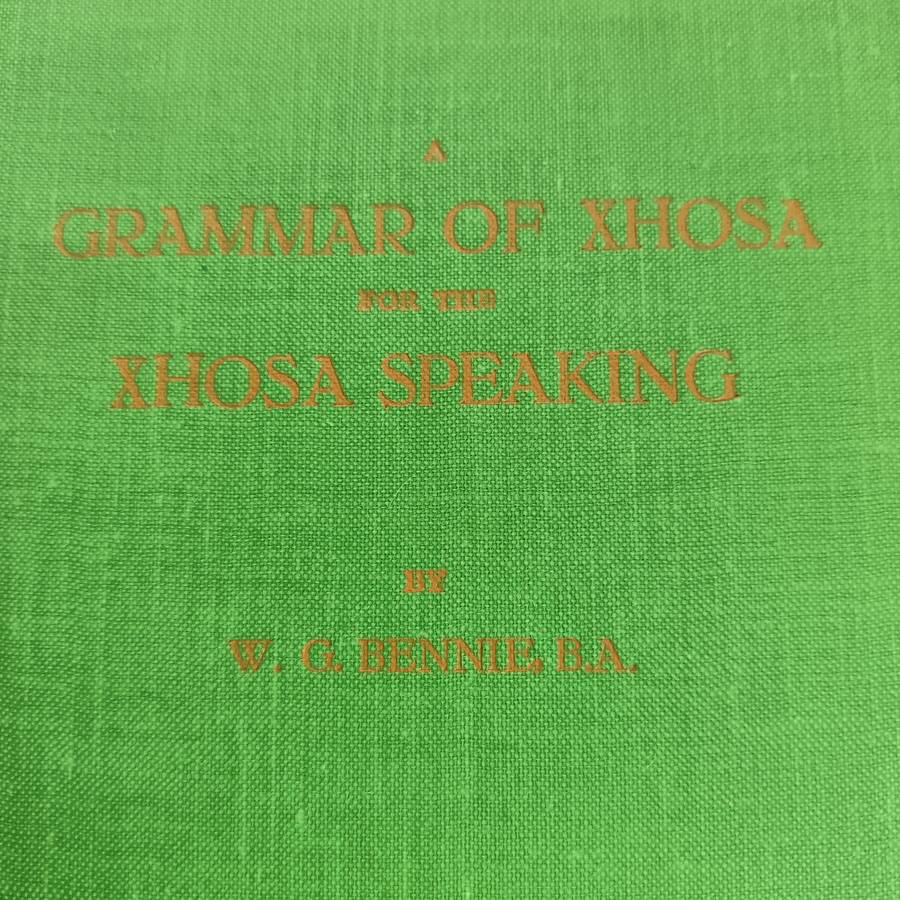 A
GRAMMAR OF XHOSA
FOR THE
XHOSA SPEAKING
BY
W. G. BENNIE, B.A.